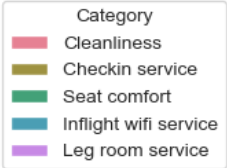 Category
Cleanliness
Checkin service
Seat comfort
Inflight wifi service
Leg room service